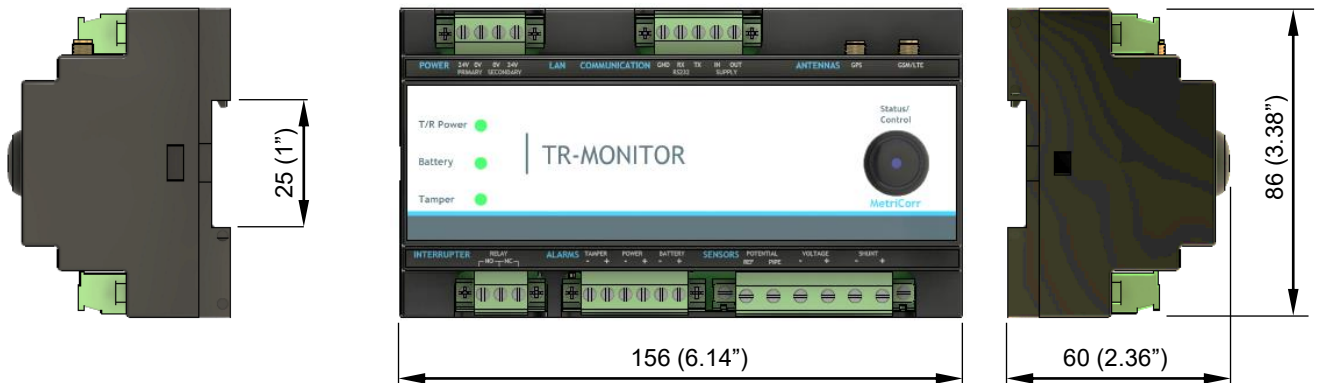 POWER 24V 0V 0V 24V LAN COMMUNICATION GND RX TX IN OUT ANTENNAS GPS GSM/LTE
PRIMARY SECONDARY RS232 SUPPLY
T/R Power
Battery
Tamper
TR-MONITOR
Status/
Control
MetriCorr
INTERRUPTER RELAY ALARMS TAMPER POWER BATTERY SENSORS POTENTIAL VOLTAGE SHUNT
NO NC - + - + - + REF PIPE - + - +
25 (1”)
86 (3.38”)
156 (6.14”)
60 (2.36”)